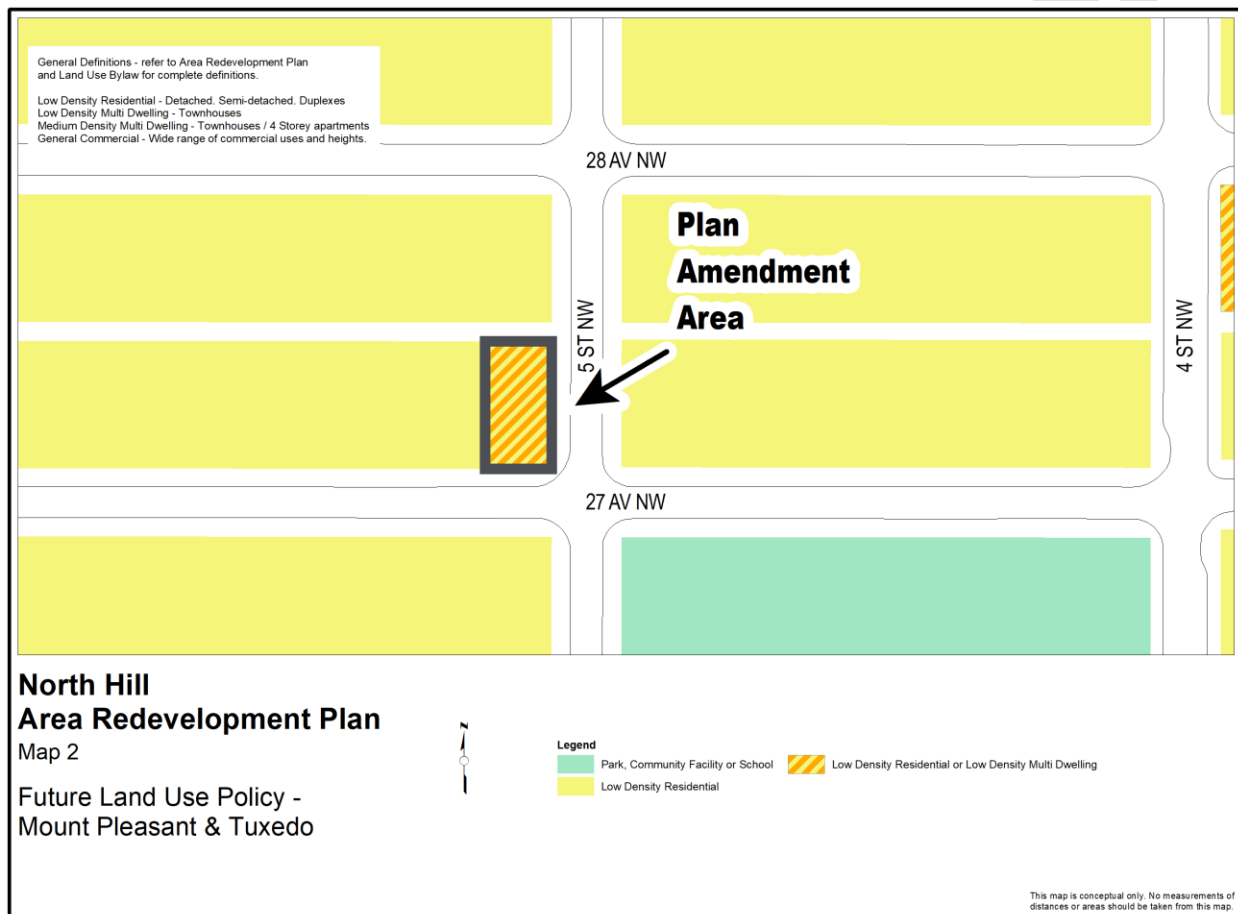 General Definitions - refer to Area Redevelopment Plan
and Land Use Bylaw for complete definitions.
Low Density Residential - Detached. Semi-detached. Duplexes
Low Density Multi Dwelling - Townhouses
Medium Density Multi Dwelling - Townhouses / 4 Storey apartments
General Commercial - Wide range of commercial uses and heights.
28 AV NW
Plan
Amendment
Area
5 ST NW
4 ST NW
27 AV NW
North Hill
Area Redevelopment Plan
Map 2
Future Land Use Policy -
Mount Pleasant & Tuxedo
N
Legend
Park, Community Facility or School
Low Density Residential or Low Density Multi Dwelling
Low Density Residential
This map is conceptual only. No measurements of
distances or areas should be taken from this map.